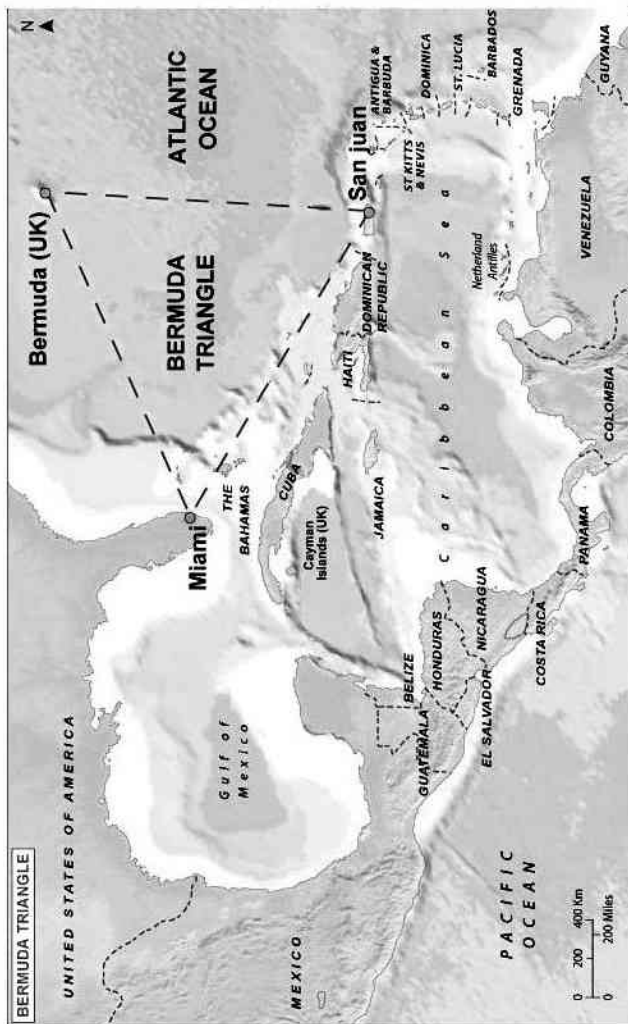 BERMUDA TRIANGLE
N
UNITED STATES OF AMERICA
Bermuda (UK)
ATLANTIC
OCEAN
BERMUDA
TRIANGLE
Miami
THE
BAHAMAS
Gulf of
Mexico
MEXICO
CUBA
Cayman
Islands (UK)
JAMAICA
HAITI
DOMINICAN
REPUBLIC
San juan
ANTIGUA &
BARBUDA
ST KITTS
& NEVIS
DOMINICA
ST. LUCIA
BARBADOS
GRENADA
Caribbean Sea
Netherland
Antilles
BELIZE
GUATEMALA
HONDURAS
EL SALVADOR
NICARAGUA
COSTA RICA
PANAMA
COLOMBIA
VENEZUELA
GUYANA
PACIFIC
OCEAN
0 200 400 Km
0 200 Miles